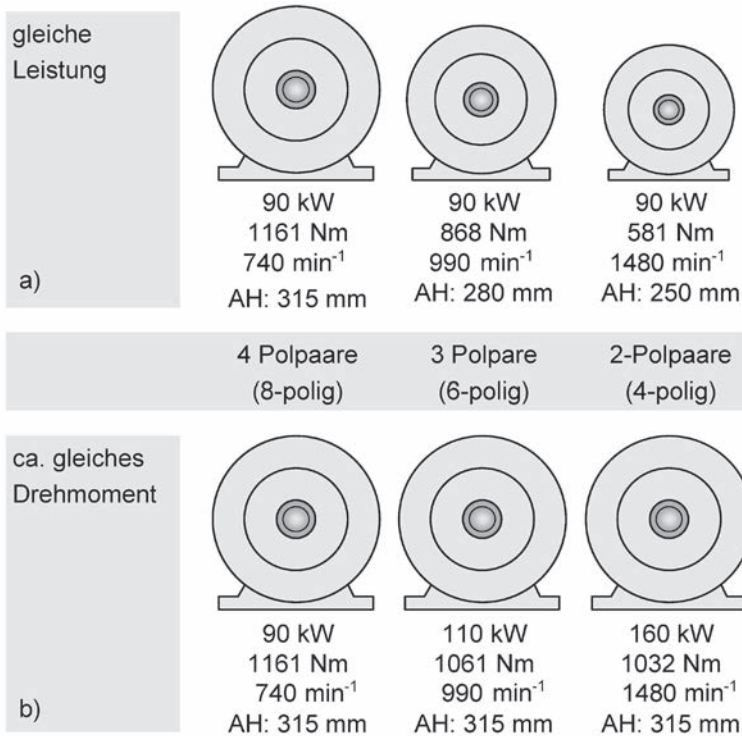 gleiche
Leistung
a)
90 kW
1161 Nm
740 min⁻¹
AH: 315 mm
90 kW
868 Nm
990 min⁻¹
AH: 280 mm
90 kW
581 Nm
1480 min⁻¹
AH: 250 mm
4 Polpaare
(8-polig)
3 Polpare
(6-polig)
2-Polpaare
(4-polig)
ca. gleiches
Drehmoment
b)
90 kW
1161 Nm
740 min⁻¹
AH: 315 mm
110 kW
1061 Nm
990 min⁻¹
AH: 315 mm
160 kW
1032 Nm
1480 min⁻¹
AH: 315 mm